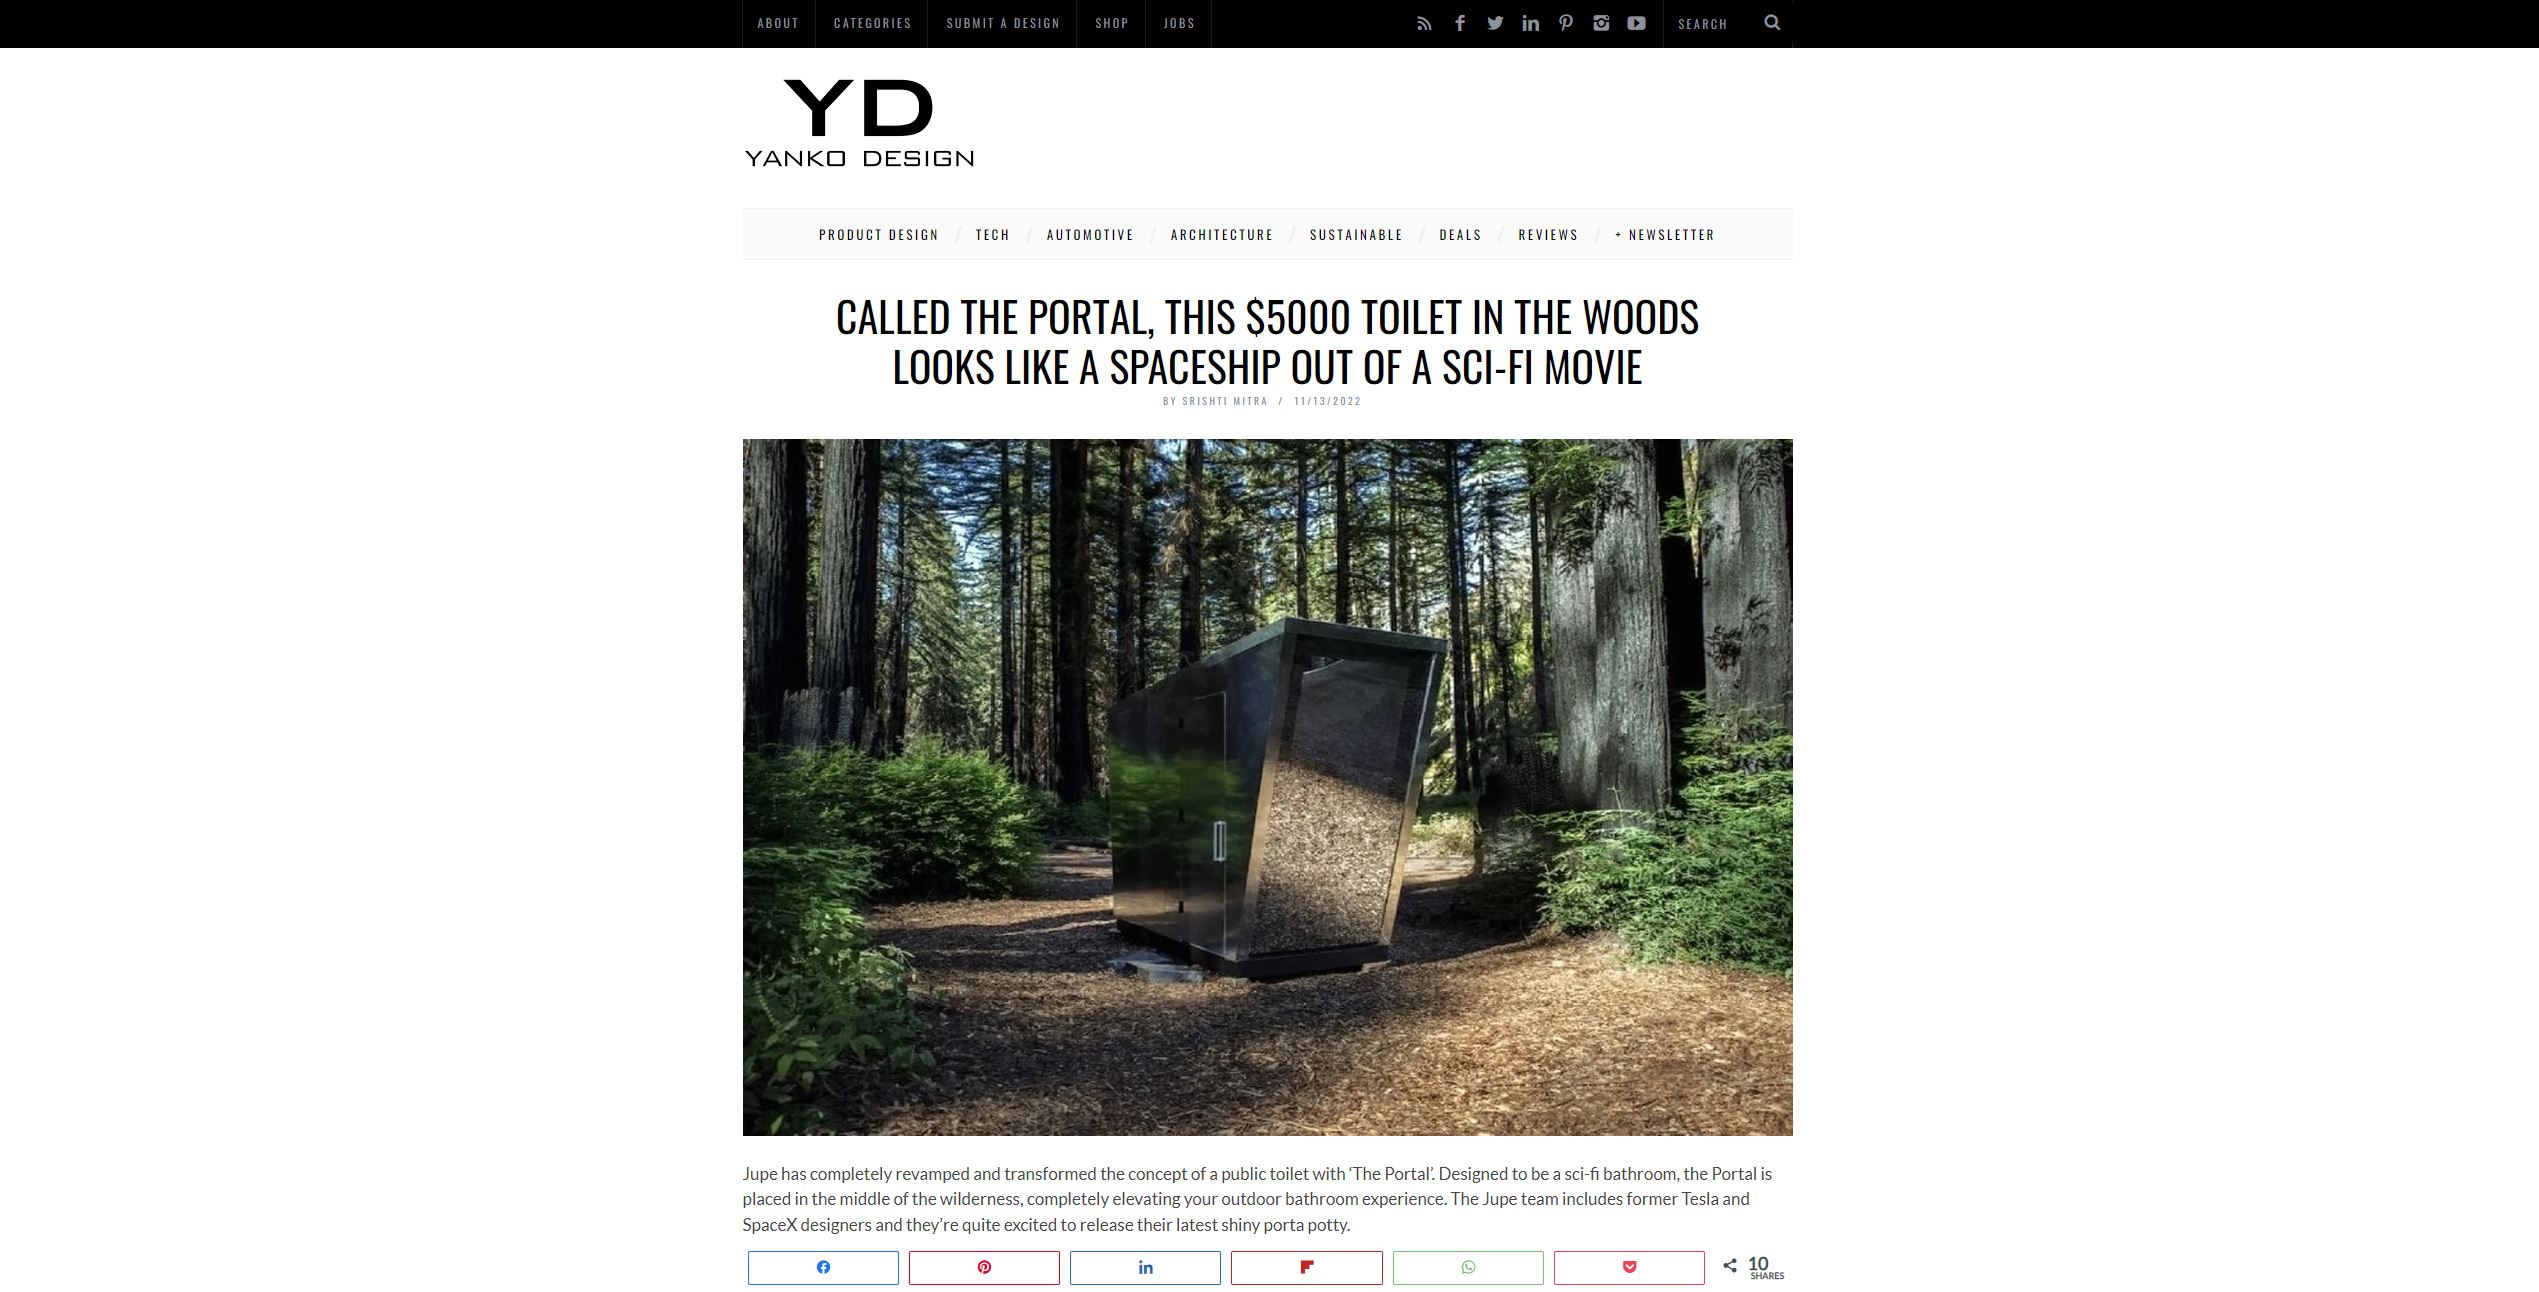 ABOUT CATEGORIES SUBMIT A DESIGN SHOP JOBS SEARCH
YD
YANKO DESIGN
PRODUCT DESIGN / TECH / AUTOMOTIVE / ARCHITECTURE / SUSTAINABLE / DEALS / REVIEWS / + NEWSLETTER
CALLED THE PORTAL, THIS $5000 TOILET IN THE WOODS
LOOKS LIKE A SPACESHIP OUT OF A SCI-FI MOVIE
BY SRISHTI MITRA / 11/13/2022
Jupe has completely revamped and transformed the concept of a public toilet with ‘The Portal’. Designed to be a sci-fi bathroom, the Portal is
placed in the middle of the wilderness, completely elevating your outdoor bathroom experience. The Jupe team includes former Tesla and
SpaceX designers and they’re quite excited to release their latest shiny porta potty.
10
SHARES